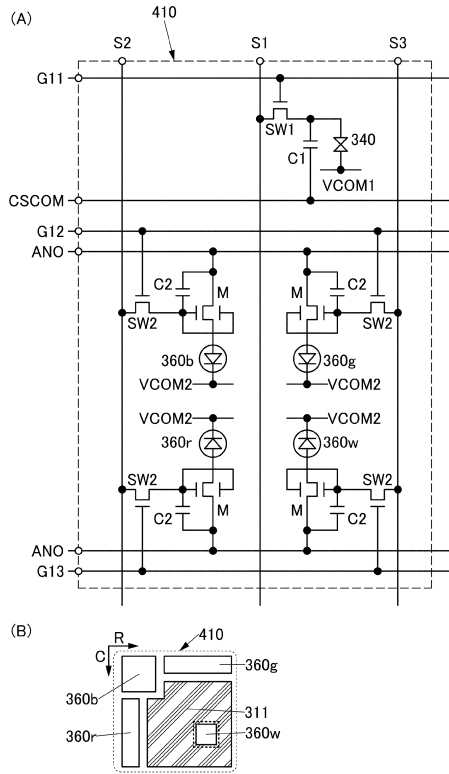 (A)
410
S2 S1 S3
G11
SW1
340
C1
VCOM1
CSCOM
G12
ANO
C2 M C2
SW2 M SW2
360b 360g
VCOM2 VCOM2
VCOM2 VCOM2
360r 360w
SW2 SW2
C2 M M C2
ANO
G13
(B)
410
R
C
360g
360b
311
360r 360w